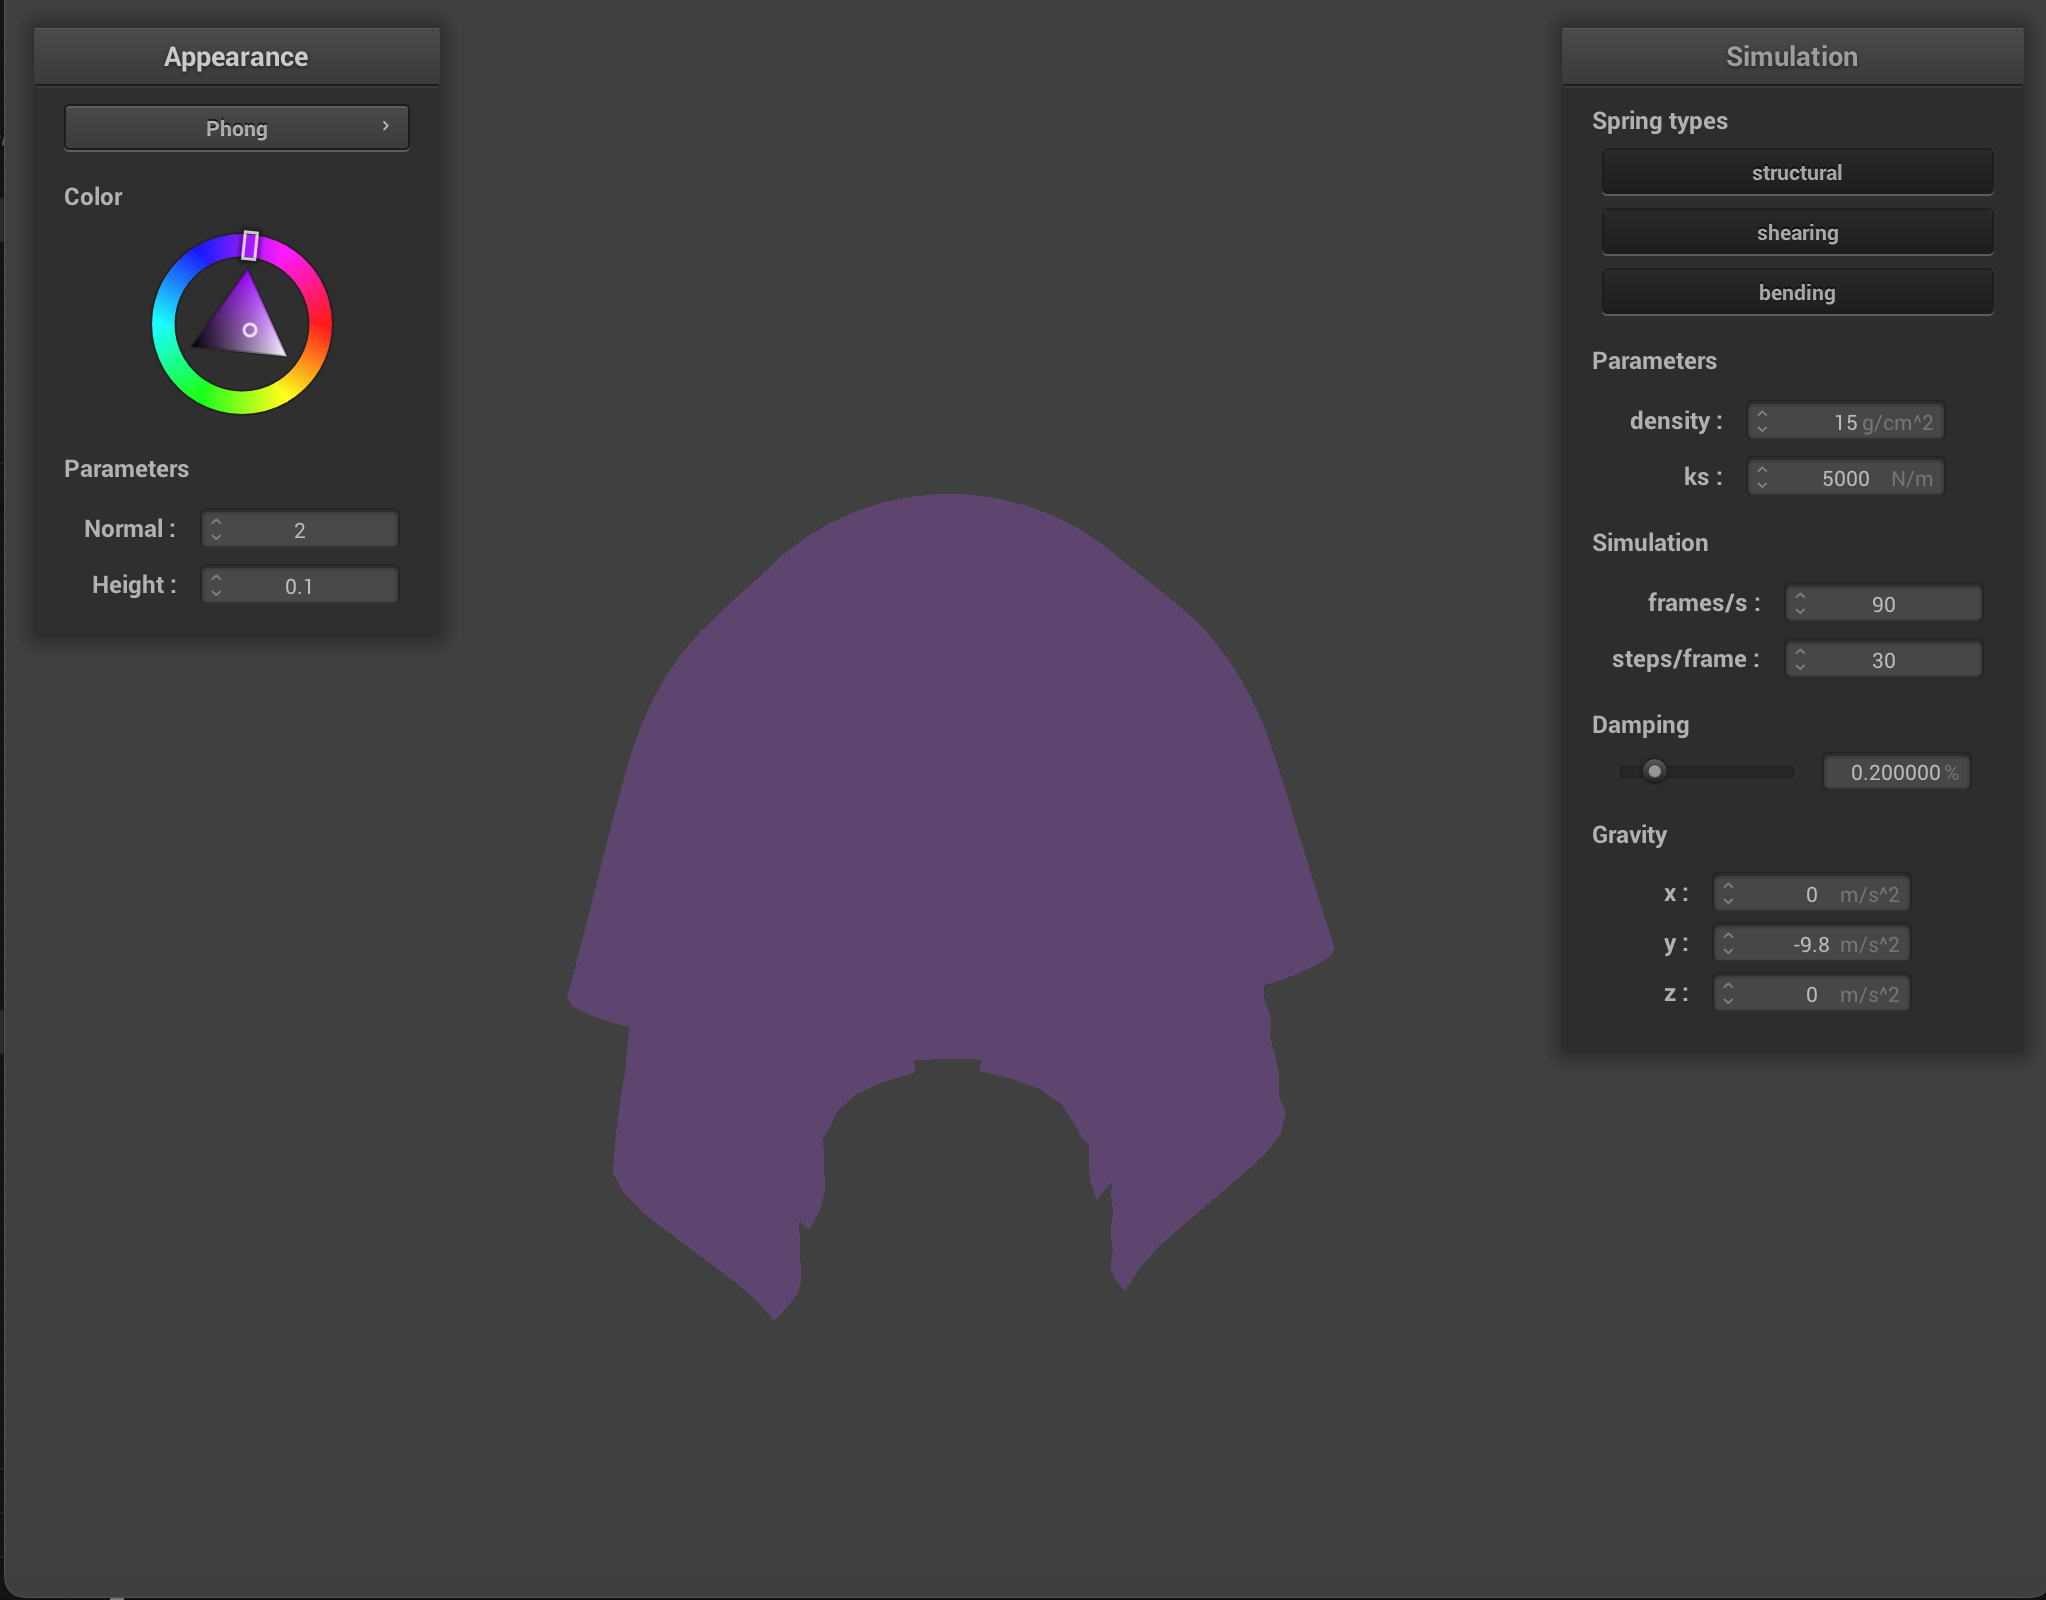 Appearance
Phong
Color
Parameters
Normal : 2
Height : 0.1
Simulation
Spring types
structural
shearing
bending
Parameters
density : 15 g/cm^2
ks : 5000 N/m
Simulation
frames/s : 90
steps/frame : 30
Damping
0.200000 %
Gravity
x : 0 m/s^2
y : -9.8 m/s^2
z : 0 m/s^2